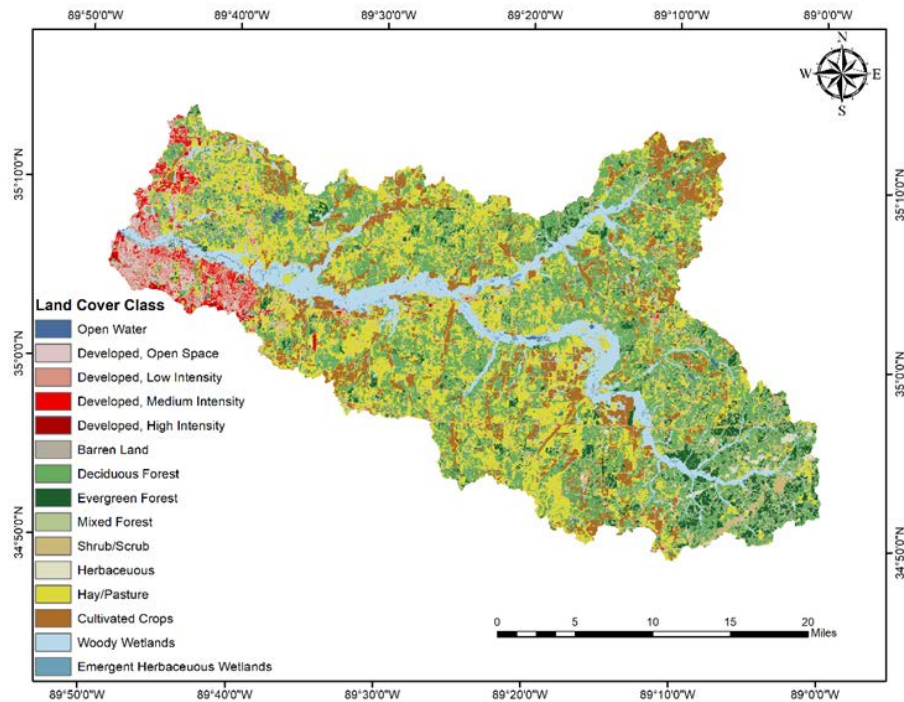 89°50'0"W 89°40'0"W 89°30'0"W 89°20'0"W 89°10'0"W 89°0'0"W
N
W E
S
35°10'0"N 35°10'0"N
Land Cover Class
Open Water
35°0'0"N 35°0'0"N
Developed, Open Space
Developed, Low Intensity
Developed, Medium Intensity
Developed, High Intensity
Barren Land
Deciduous Forest
Evergreen Forest
Mixed Forest
34°50'0"N 34°50'0"N
Shrub/Scrub
Herbaceuous
Hay/Pasture
Cultivated Crops
Woody Wetlands
Emergent Herbaceuous Wetlands
0 5 10 15 20
Miles
89°50'0"W 89°40'0"W 89°30'0"W 89°20'0"W 89°10'0"W 89°0'0"W